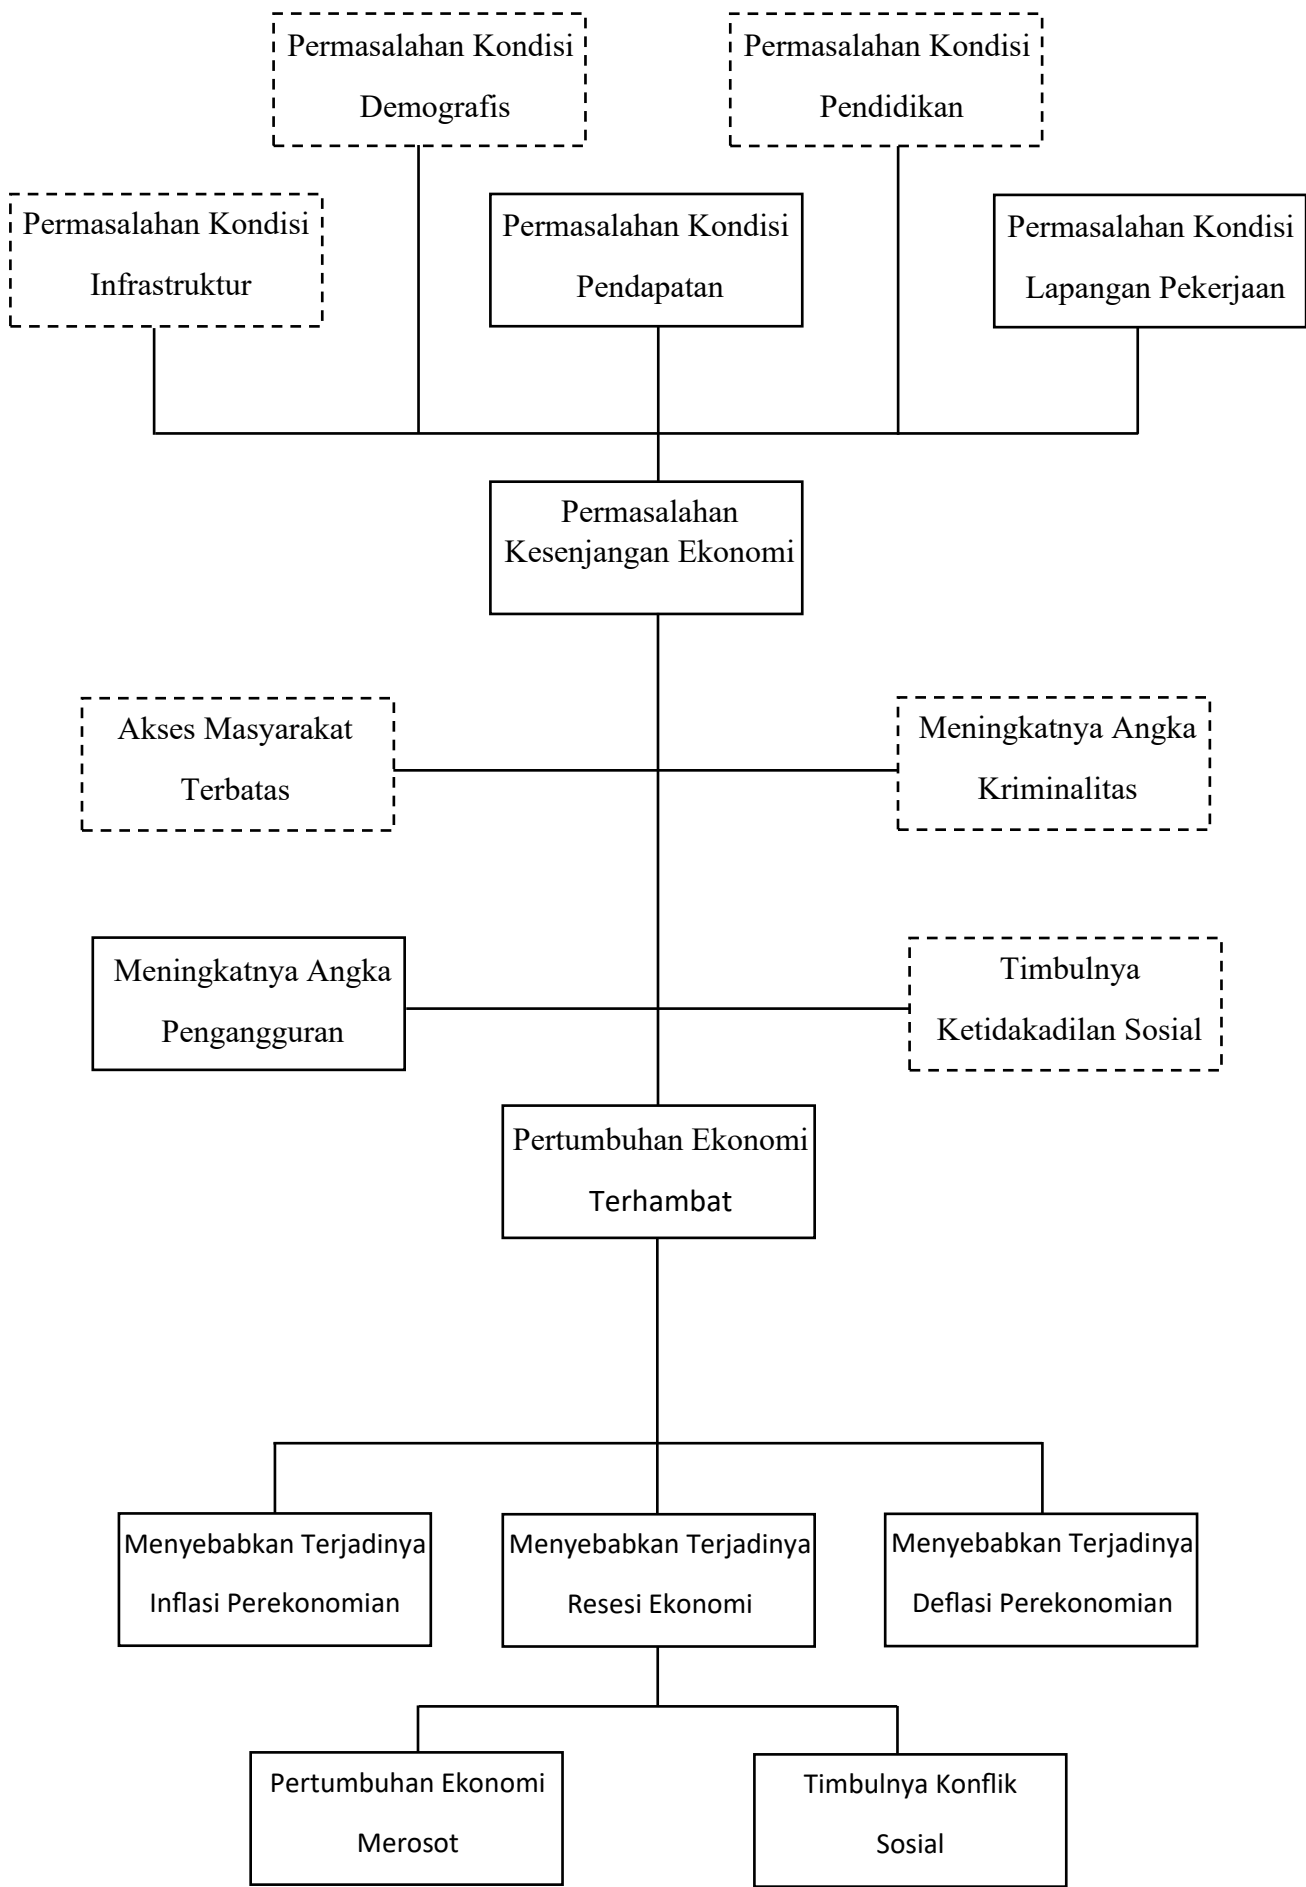 Permasalahan Kondisi
Demografis
Permasalahan Kondisi
Pendidikan
Permasalahan Kondisi
Infrastruktur
Permasalahan Kondisi
Pendapatan
Permasalahan Kondisi
Lapangan Pekerjaan
Permasalahan
Kesenjangan Ekonomi
Akses Masyarakat
Terbatas
Meningkatnya Angka
Kriminalitas
Meningkatnya Angka
Pengangguran
Timbulnya
Ketidakadilan Sosial
Pertumbuhan Ekonomi
Terhambat
Menyebabkan Terjadinya
Inflasi Perekonomian
Menyebabkan Terjadinya
Resesi Ekonomi
Menyebabkan Terjadinya
Deflasi Perekonomian
Pertumbuhan Ekonomi
Merosot
Timbulnya Konflik
Sosial